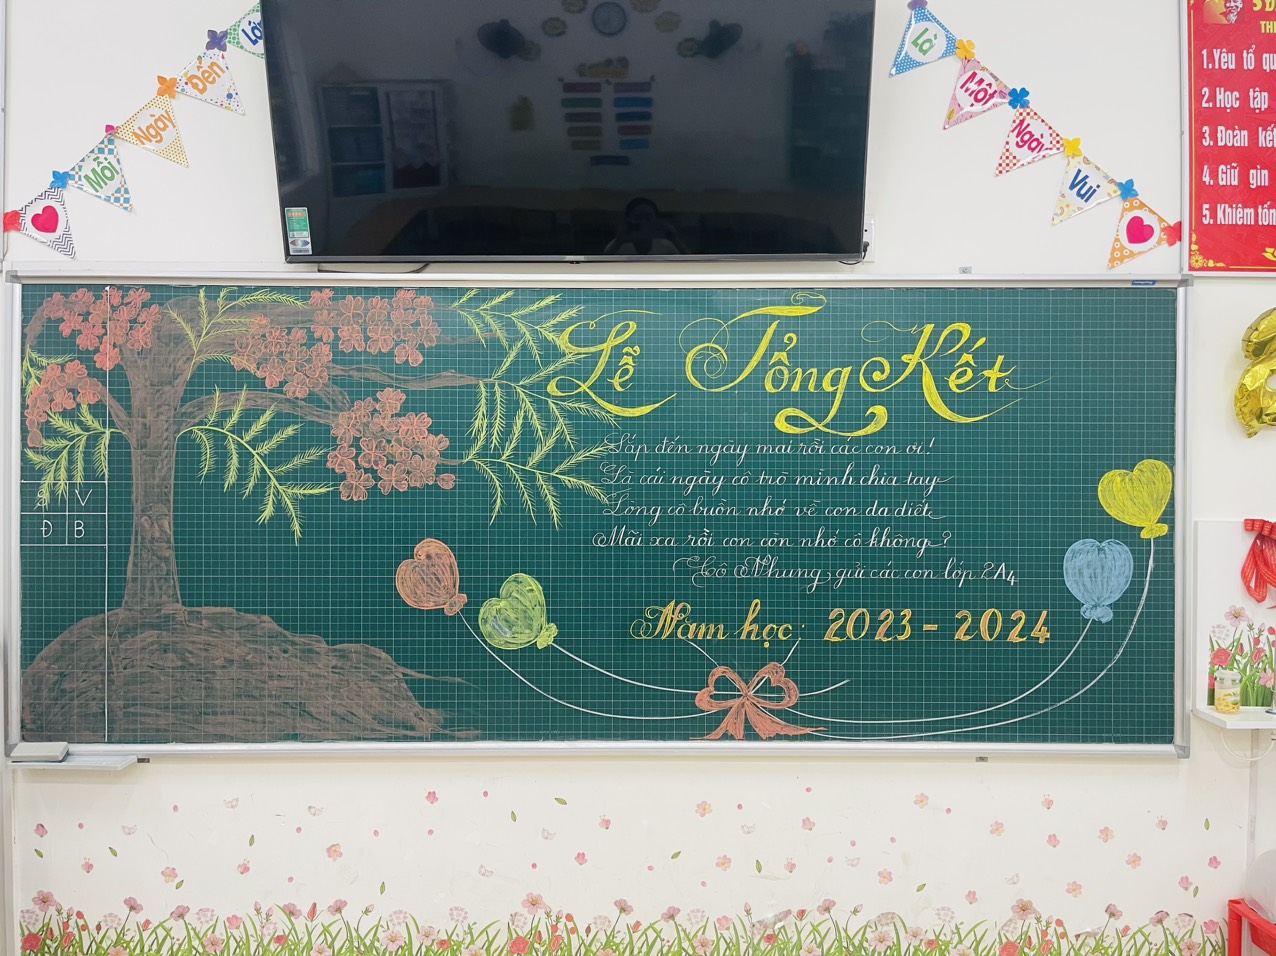 Mỗi Ngày Đến Lớp
Là Một Ngày Vui
1. Yêu tổ qu
2. Học tập
3. Đoàn kế
4. Giữ gìn
5. Khiêm tốn
Lễ Tổng Kết
Sắp đến ngày mai rồi các con ơi!
Là cái ngày cô trò mình chia tay
Lòng cô buồn nhớ về con da diết
Mãi xa rồi con còn nhớ cô không?
Cô Nhung gửi các con lớp 2A4
V
Đ B
Năm học: 2023 - 2024